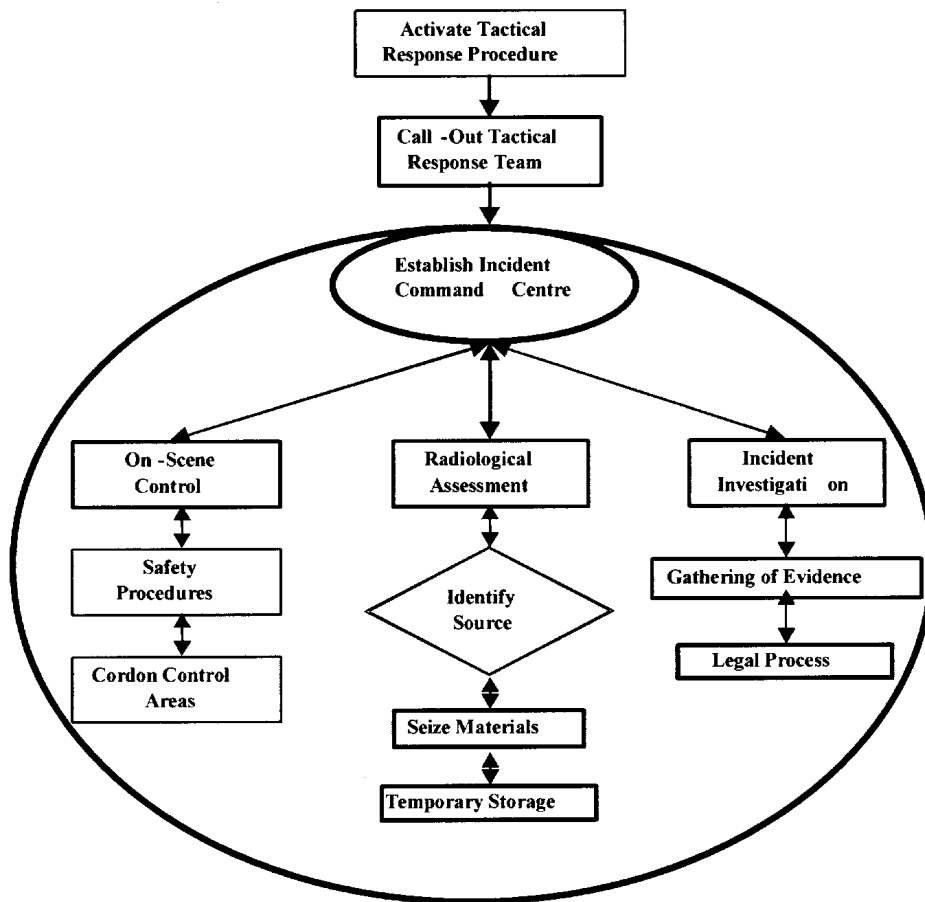 Activate Tactical
Response Procedure
Call -Out Tactical
Response Team
Establish Incident
Command Centre
On -Scene
Control
Safety
Procedures
Cordon Control
Areas
Radiological
Assessment
Identify
Source
Seize Materials
Temporary Storage
Incident
Investigati on
Gathering of Evidence
Legal Process